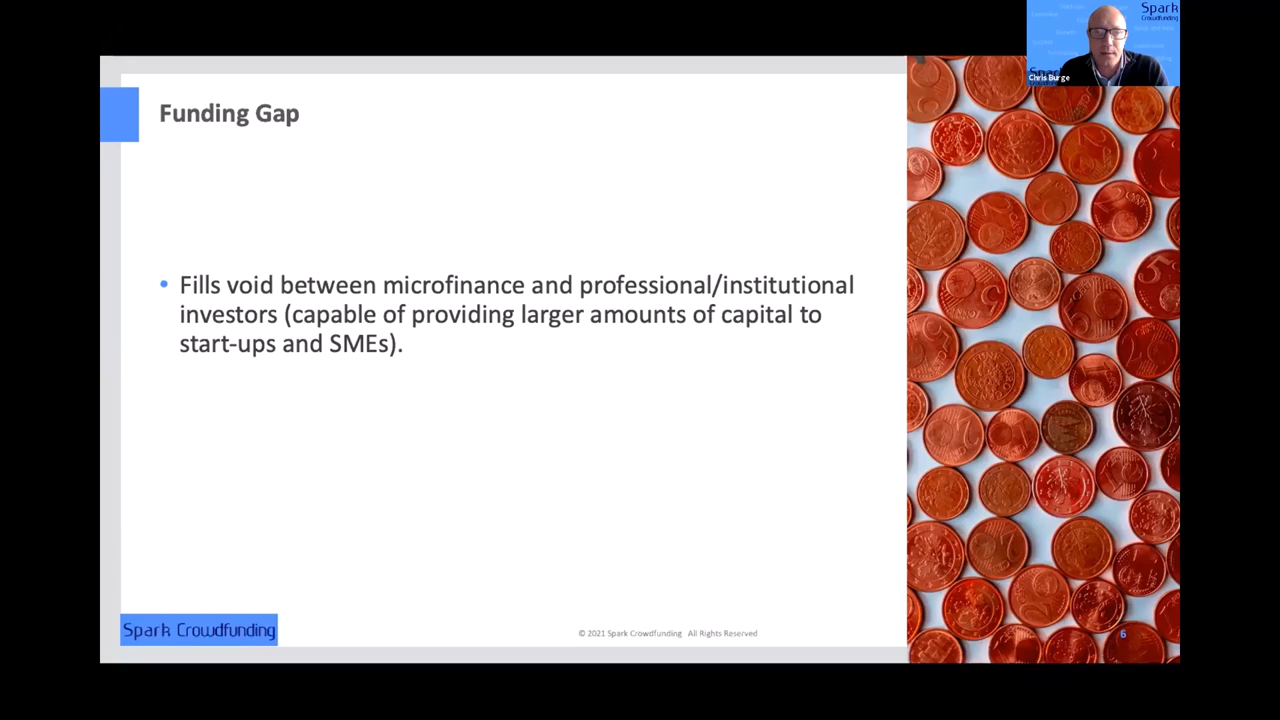 Spark
Crowdfunding
Chris Burge
Funding Gap
• Fills void between microfinance and professional/institutional
investors (capable of providing larger amounts of capital to
start-ups and SMEs).
Spark Crowdfunding
© 2021 Spark Crowdfunding All Rights Reserved
6